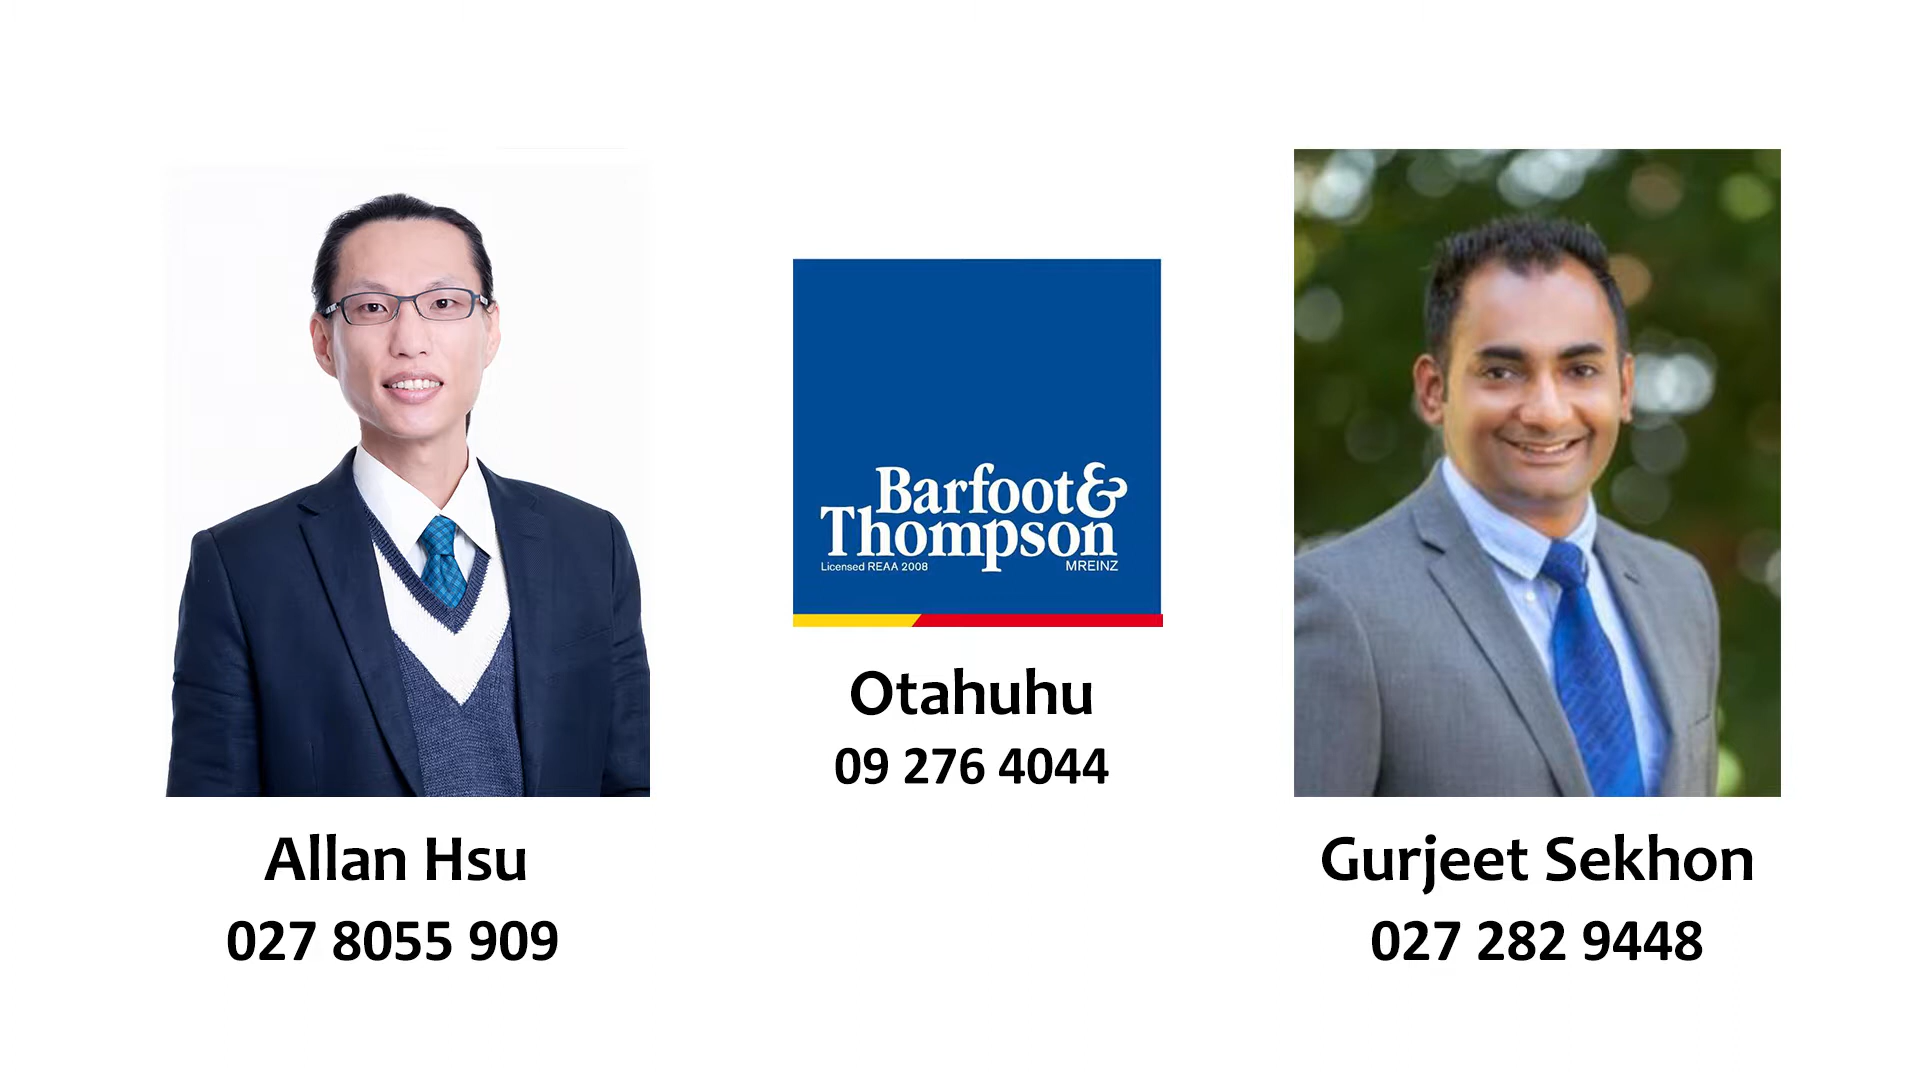 Barfoot&
Thompson
Licensed REAA 2008 MREINZ
Otahuhu
09 276 4044
Allan Hsu
027 8055 909
Gurjeet Sekhon
027 282 9448